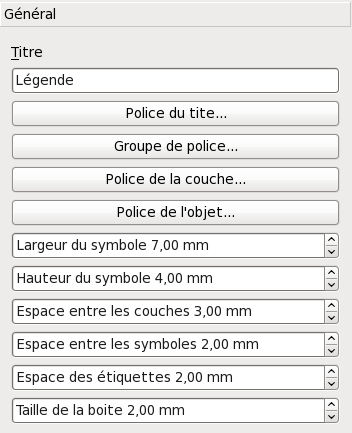 Général
Titre
Légende
Police du tite...
Groupe de police...
Police de la couche...
Police de l'objet...
Largeur du symbole 7,00 mm
Hauteur du symbole 4,00 mm
Espace entre les couches 3,00 mm
Espace entre les symboles 2,00 mm
Espace des étiquettes 2,00 mm
Taille de la boite 2,00 mm